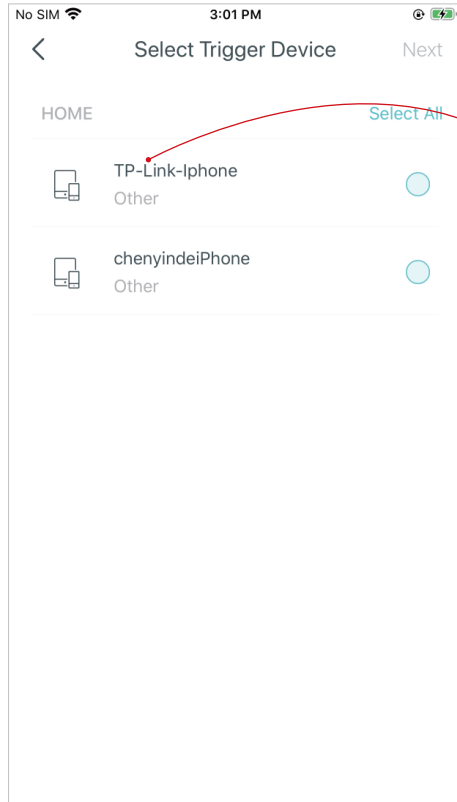 No SIM 3:01 PM
Select Trigger Device Next
HOME Select All
TP-Link-Iphone
Other
chenyindeiPhone
Other